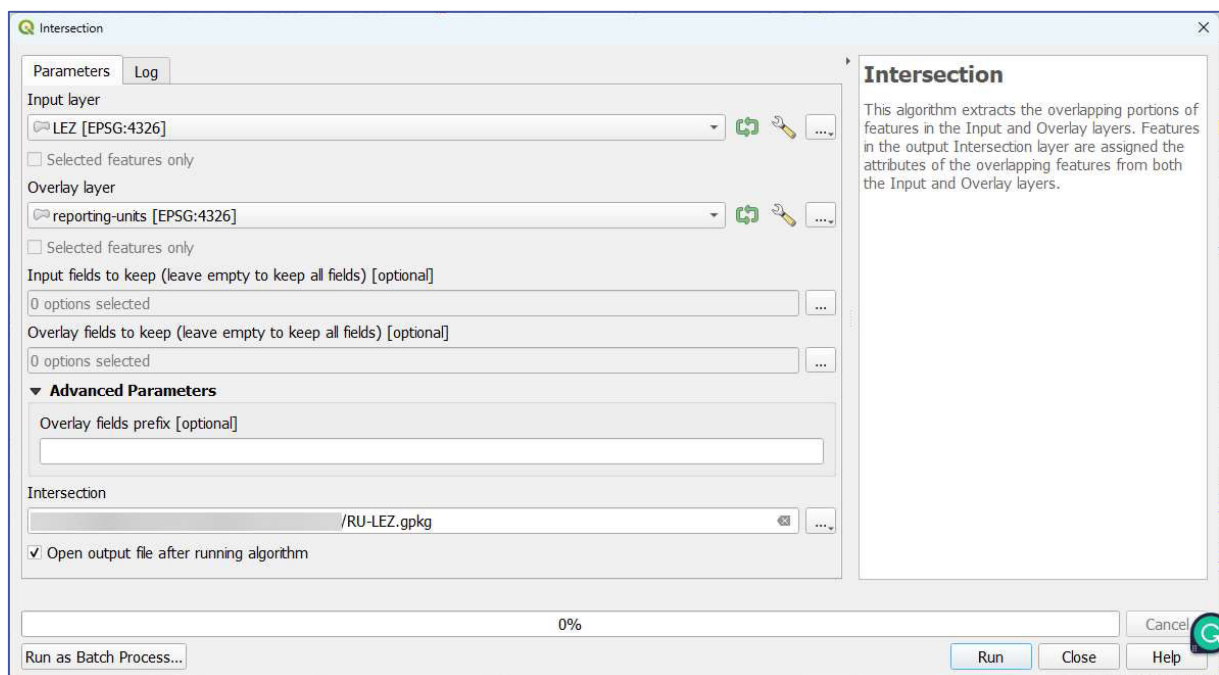 Intersection
Parameters
Log
Input layer
LEZ [EPSG:4326]
...
Selected features only
Overlay layer
reporting-units [EPSG:4326]
...
Selected features only
Input fields to keep (leave empty to keep all fields) [optional]
0 options selected
...
Overlay fields to keep (leave empty to keep all fields) [optional]
0 options selected
...
Advanced Parameters
Overlay fields prefix [optional]
Intersection
/RU-LEZ.gpkg
...
Open output file after running algorithm
Intersection
This algorithm extracts the overlapping portions of
features in the Input and Overlay layers. Features
in the output Intersection layer are assigned the
attributes of the overlapping features from both
the Input and Overlay layers.
0%
Cancel
Run as Batch Process...
Run
Close
Help